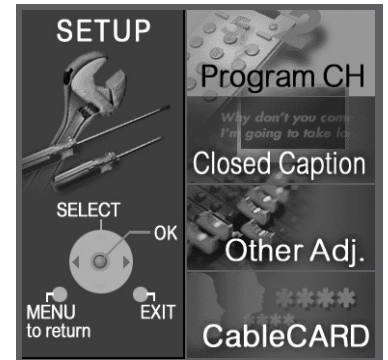 SETUP
SELECT
OK
MENU
to return
EXIT
Program CH
Why don't you com
I'm going to take
Closed Caption
Other Adj.
****
****
CableCARD